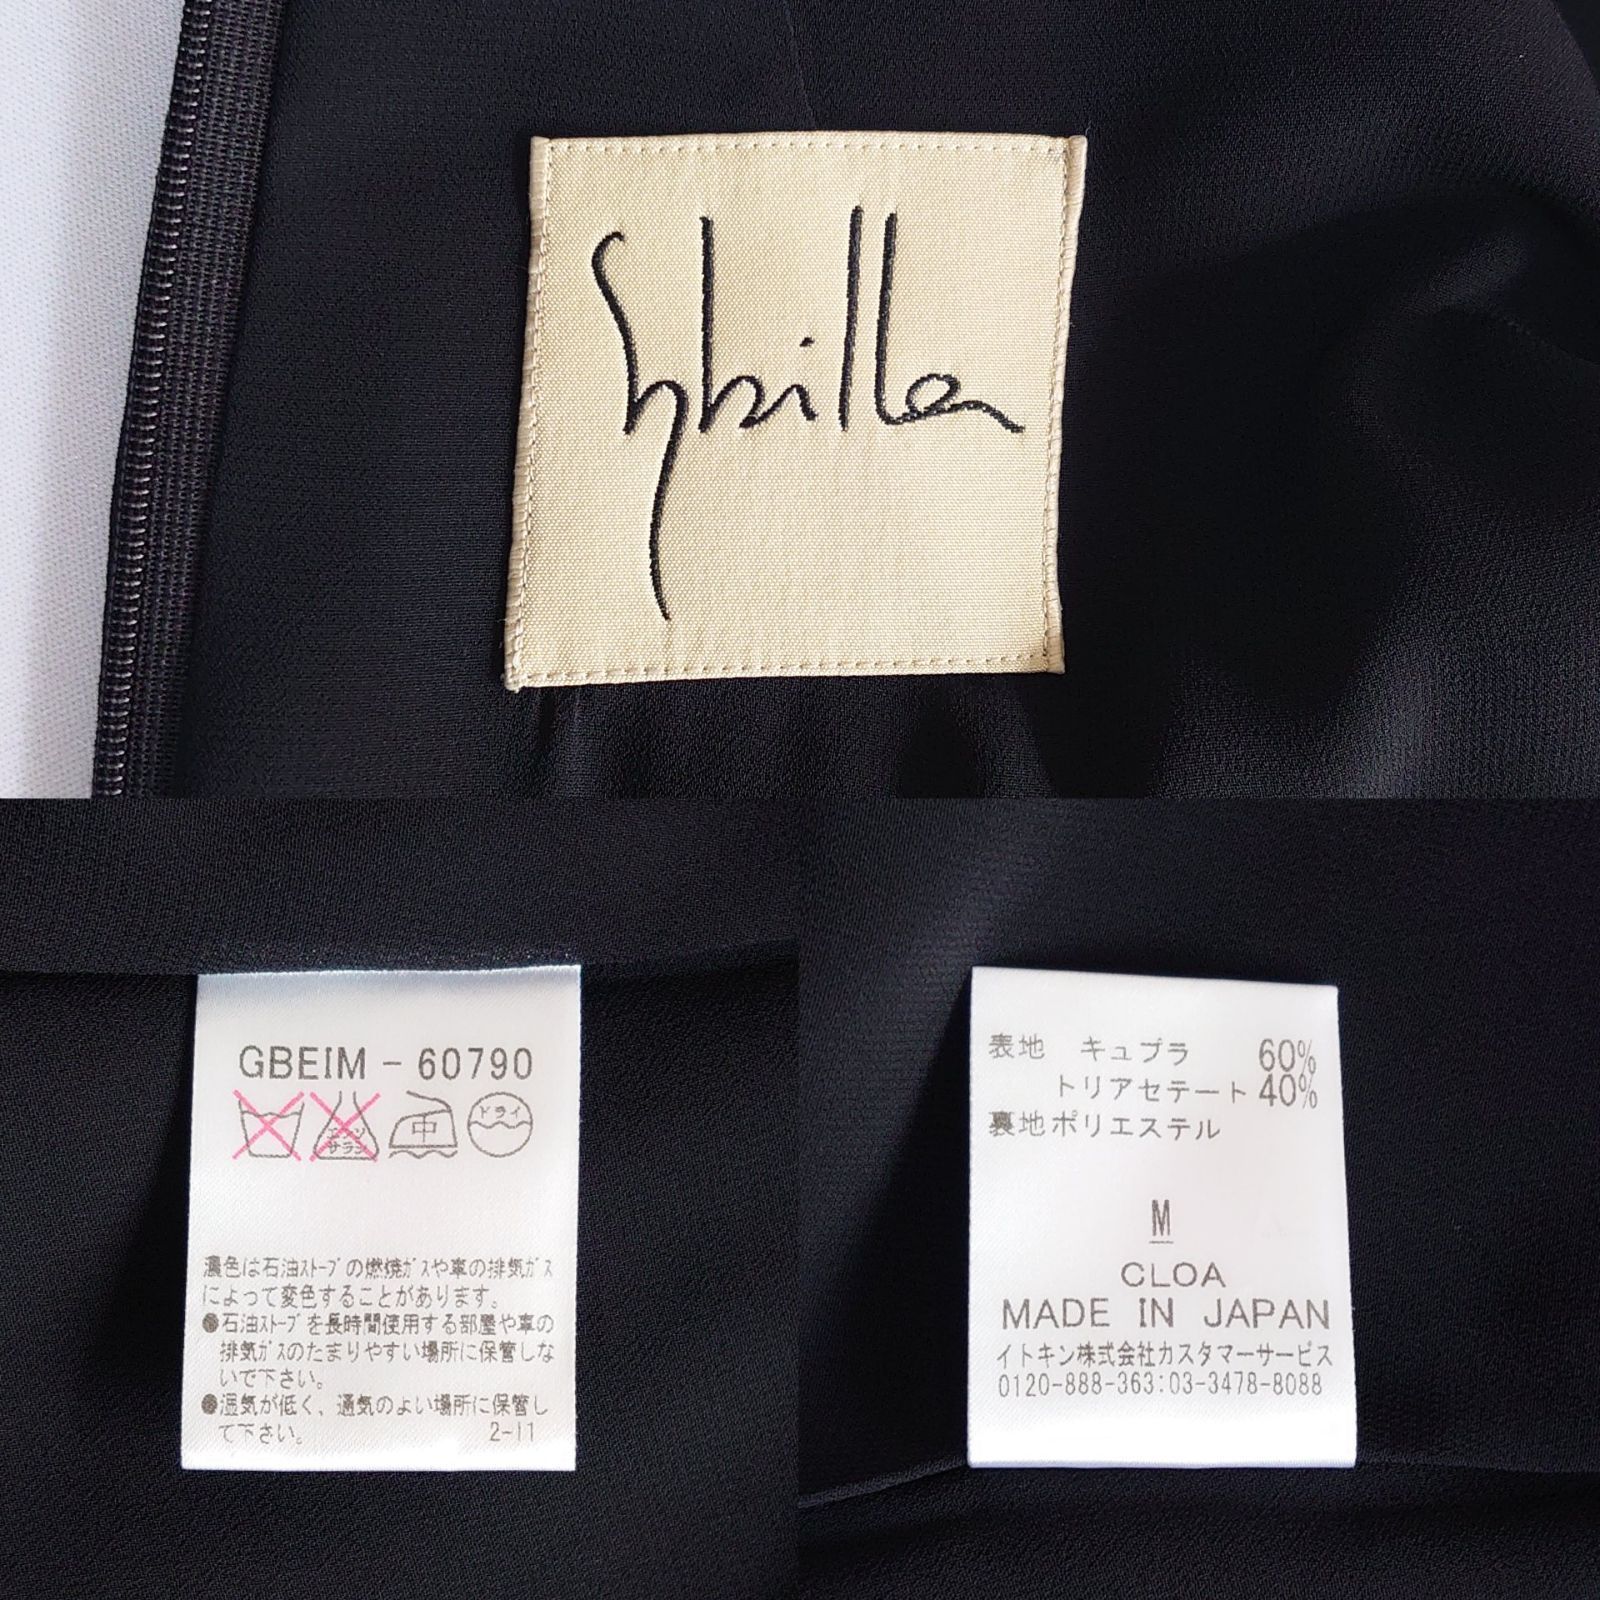 Sybilla
GBEIM-60790
エンソ
サラシ
中
ドライ
濃色は石油ｽﾄｰﾌﾞの燃焼ｶﾞｽや車の排気ｶﾞｽ
によって変色することがあります。
●石油ｽﾄｰﾌﾞを長時間使用する部屋や車の
排気ｶﾞｽのたまりやすい場所に保管しな
いで下さい。
●湿気が低く、通気のよい場所に保管し
て下さい。 2-11
表地 キュプラ 60%
トリアセテート 40%
裏地ポリエステル
M
CLOA
MADE IN JAPAN
イトキン株式会社カスタマーサービス
0120-888-363:03-3478-8088